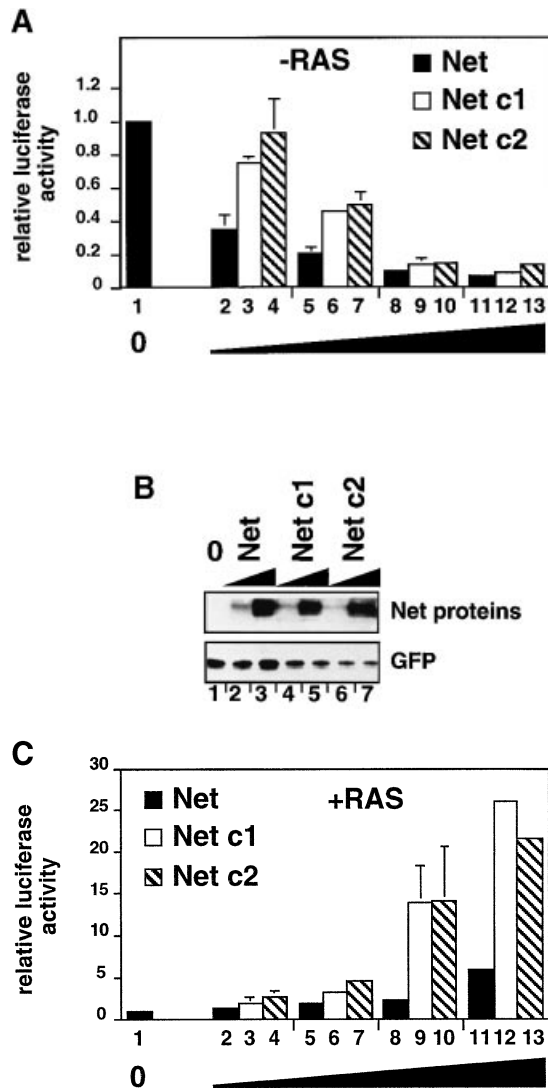 A
-RAS
Net
Net c1
Net c2
relative luciferase
activity
1.2
1.0
0.8
0.6
0.4
0.2
0
1 2 3 4 5 6 7 8 9 10 11 12 13
0
B
0 Net Net c1 Net c2
Net proteins
GFP
1 2 3 4 5 6 7
C
+RAS
Net
Net c1
Net c2
relative luciferase
activity
30
25
20
15
10
5
0
1 2 3 4 5 6 7 8 9 10 11 12 13
0